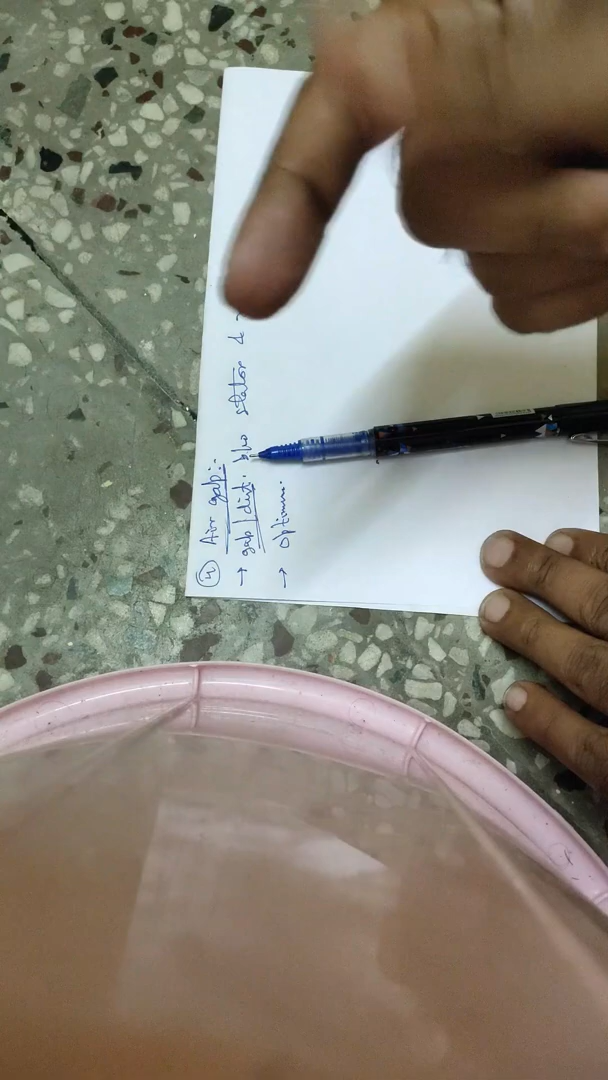 ④ Air gap:-
→ gap / dist. b/w stator &
→ Optimum.